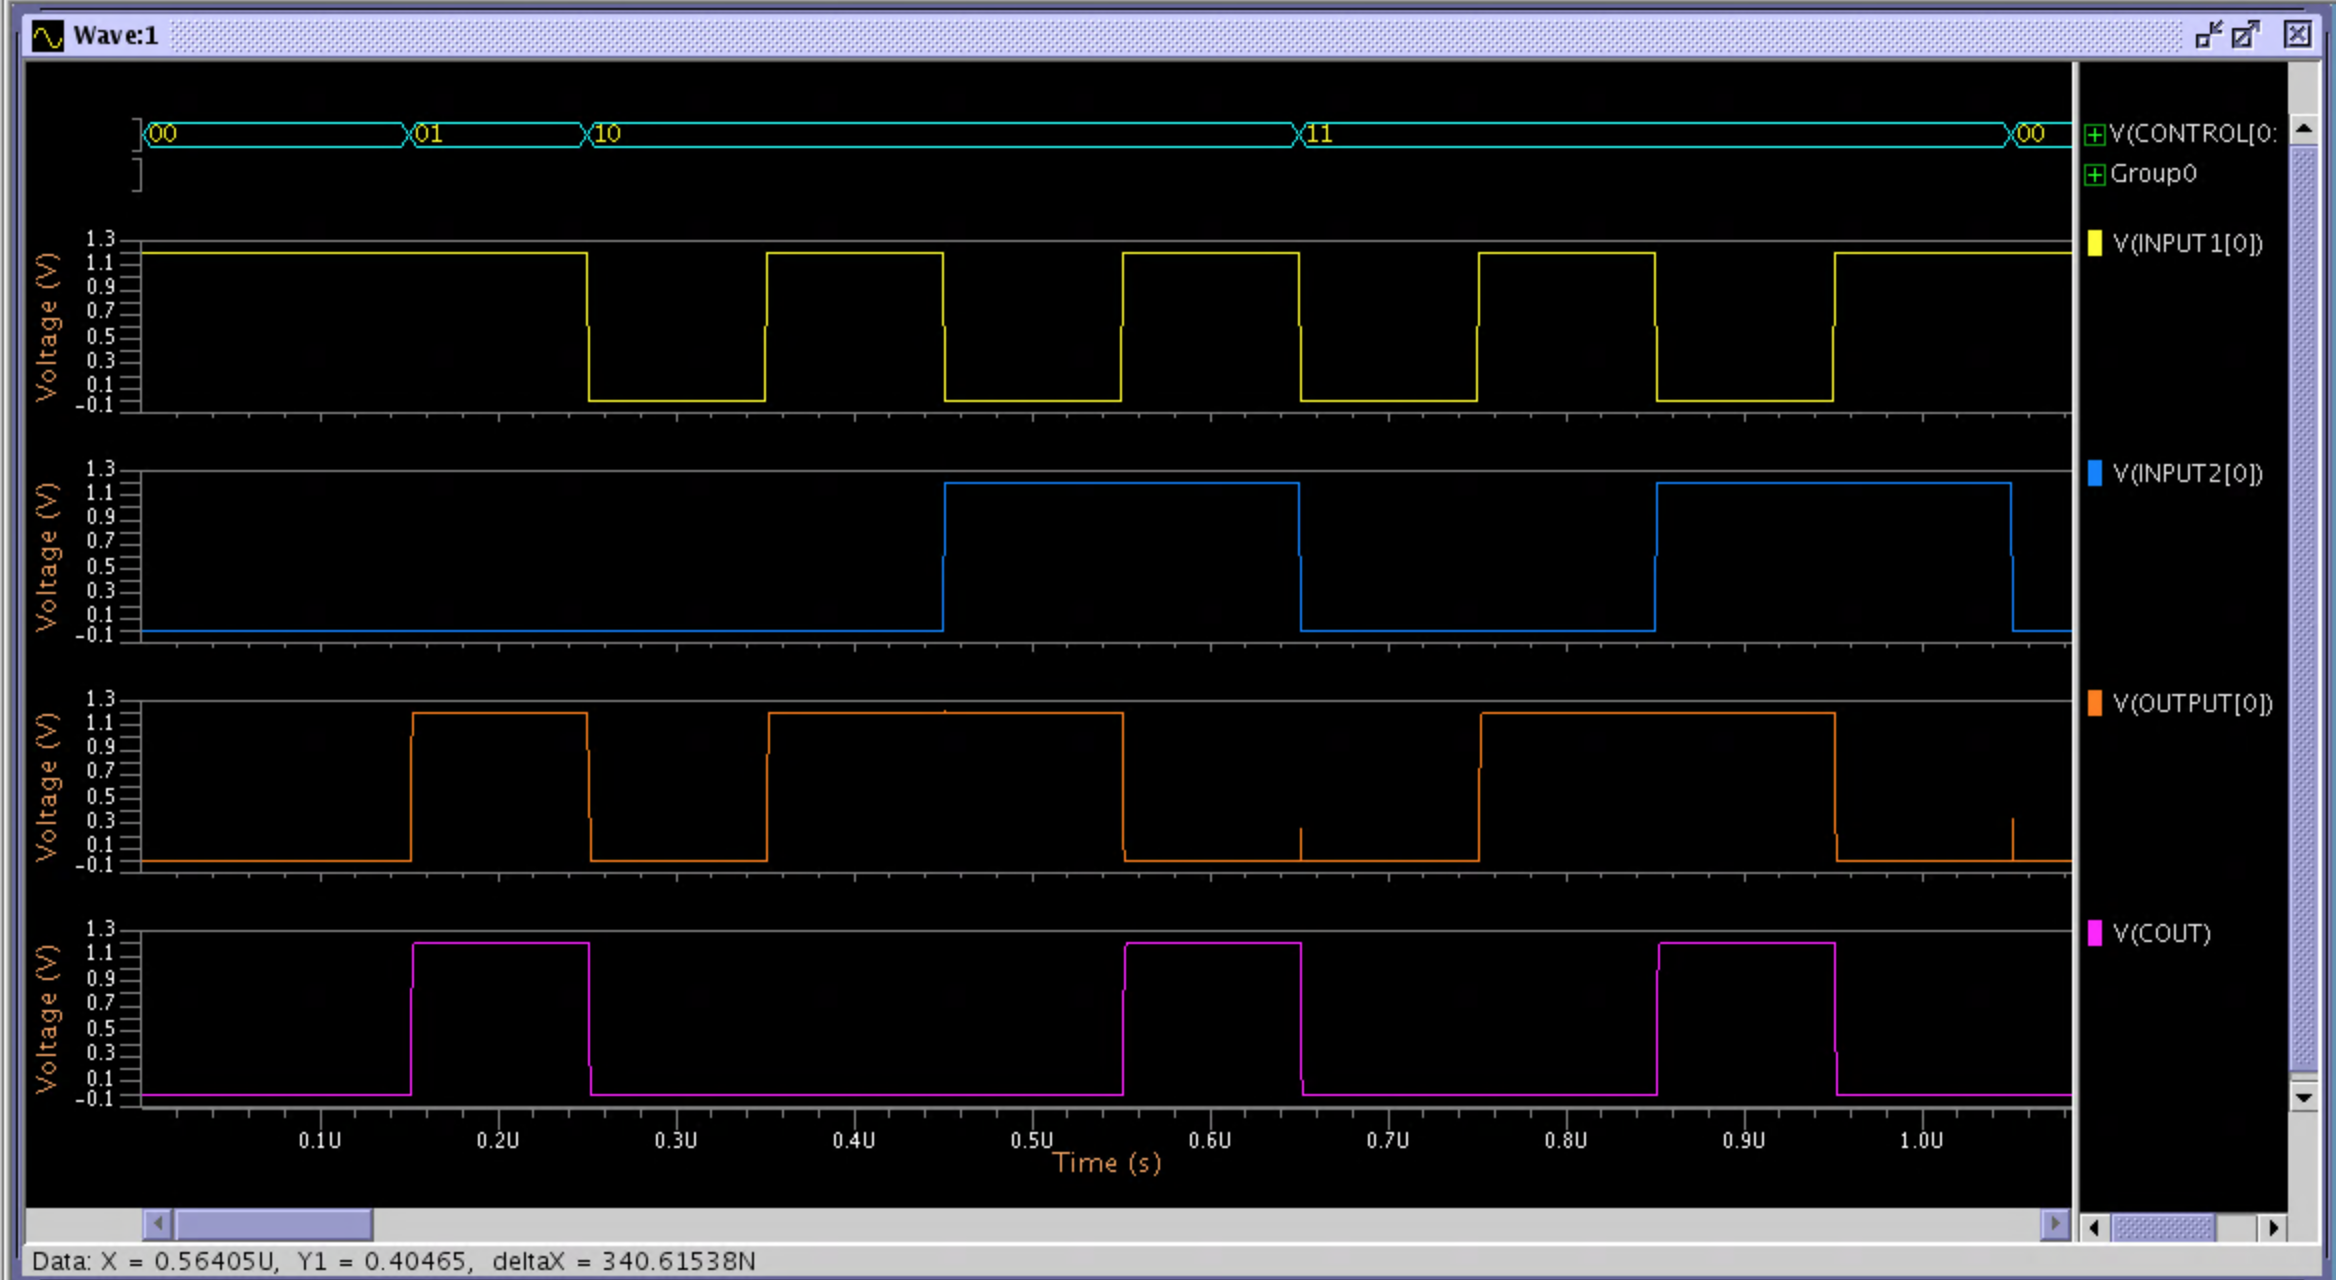 Wave:1
00 01 10 11 00 V(CONTROL[0:
Group0
1.3
1.1
0.9
0.7
0.5
0.3
0.1
-0.1
Voltage (V)
V(INPUT1[0])
1.3
1.1
0.9
0.7
0.5
0.3
0.1
-0.1
Voltage (V)
V(INPUT2[0])
1.3
1.1
0.9
0.7
0.5
0.3
0.1
-0.1
Voltage (V)
V(OUTPUT[0])
1.3
1.1
0.9
0.7
0.5
0.3
0.1
-0.1
Voltage (V)
V(COUT)
0.1U 0.2U 0.3U 0.4U 0.5U 0.6U 0.7U 0.8U 0.9U 1.0U
Time (s)
Data: X = 0.56405U, Y1 = 0.40465, deltaX = 340.61538N